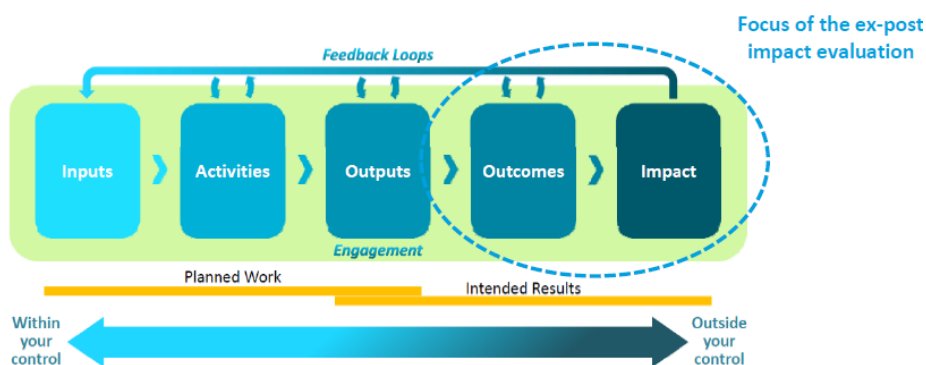 Focus of the ex-post
impact evaluation
Feedback Loops
Inputs
Activities
Outputs
Outcomes
Impact
Engagement
Planned Work
Intended Results
Within
your
control
Outside
your
control